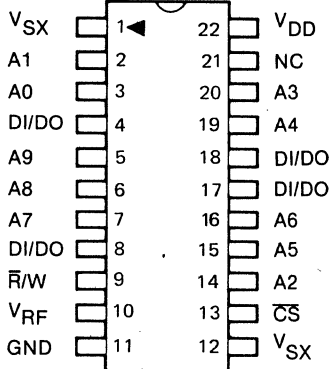 VSX 1 22 VDD
A1 2 21 NC
A0 3 20 A3
DI/DO 4 19 A4
A9 5 18 DI/DO
A8 6 17 DI/DO
A7 7 16 A6
DI/DO 8 15 A5
R̅/W 9 14 A2
VRF 10 13 C̅S̅
GND 11 12 VSX